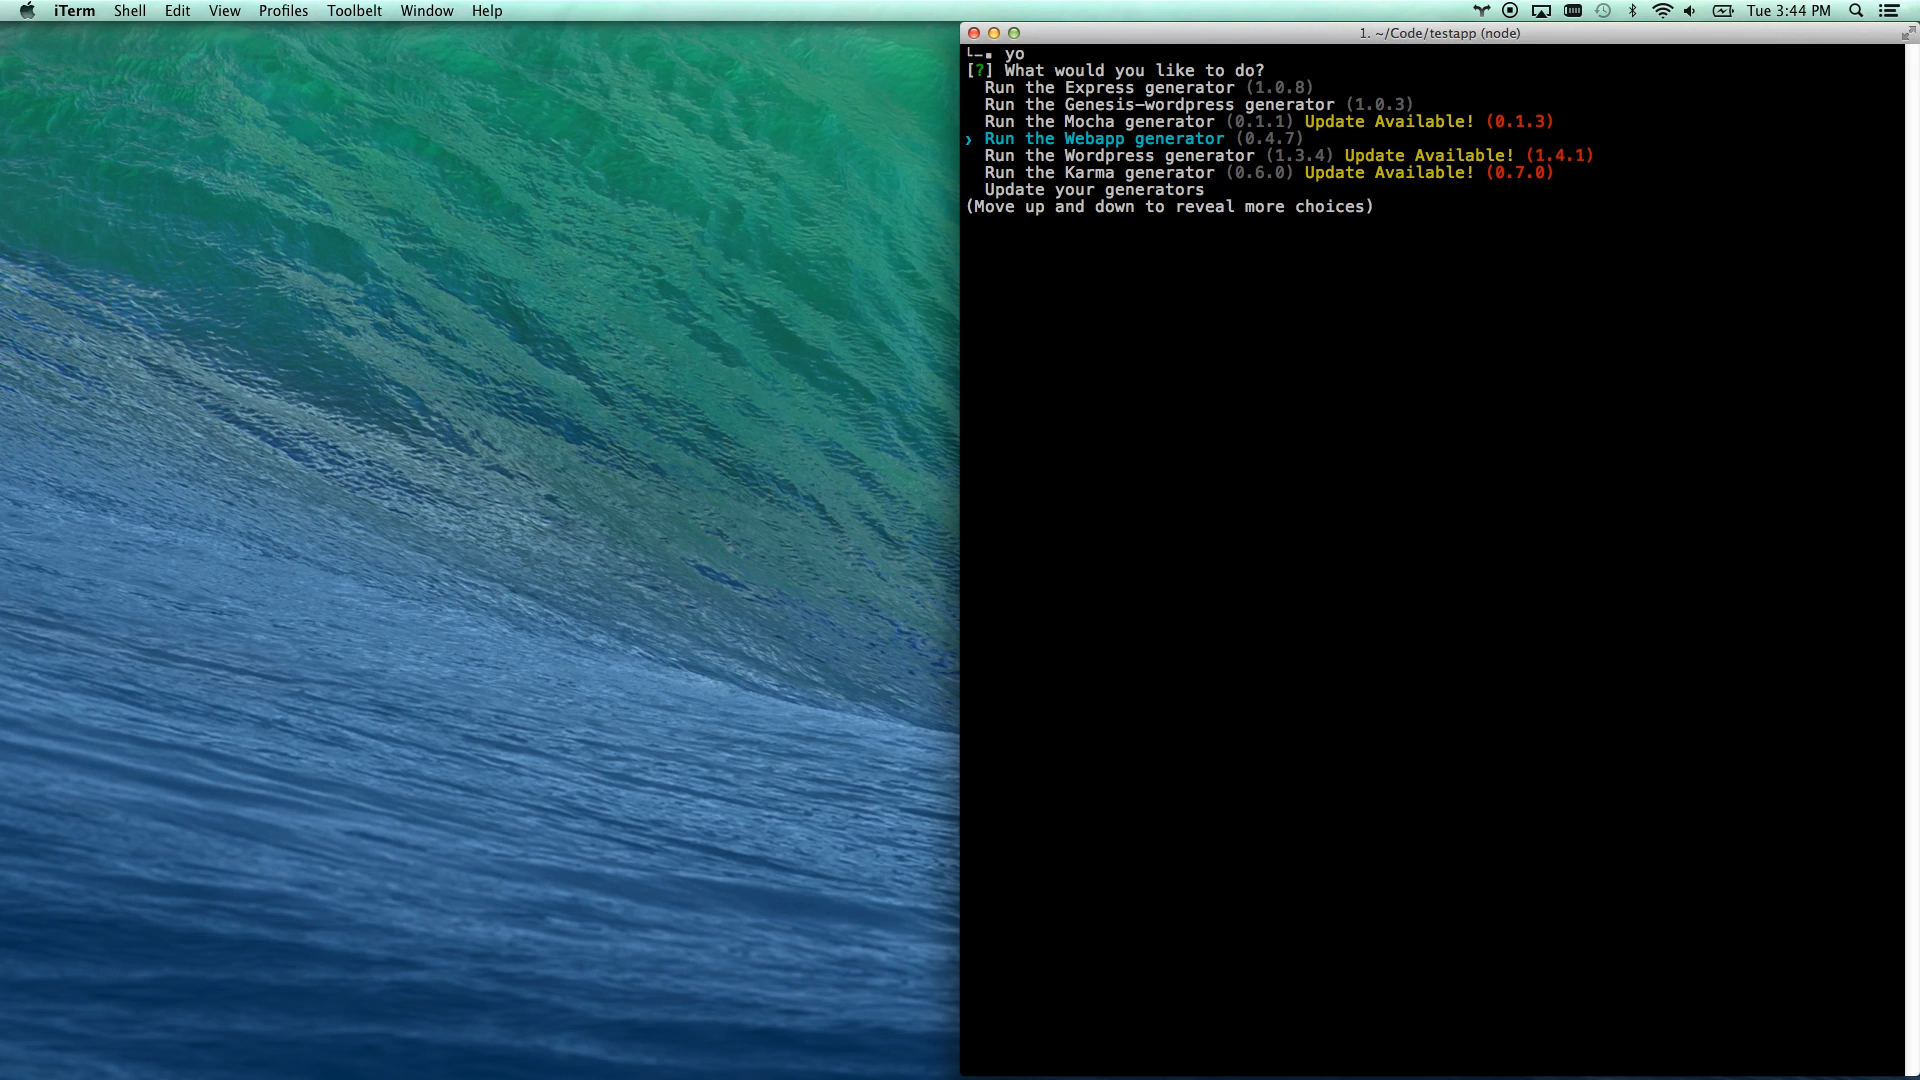 iTerm Shell Edit View Profiles Toolbelt Window Help Tue 3:44 PM
1. ~/Code/testapp (node)
yo
[?] What would you like to do?
Run the Express generator (1.0.8)
Run the Genesis-wordpress generator (1.0.3)
Run the Mocha generator (0.1.1) Update Available! (0.1.3)
❯ Run the Webapp generator (0.4.7)
Run the Wordpress generator (1.3.4) Update Available! (1.4.1)
Run the Karma generator (0.6.0) Update Available! (0.7.0)
Update your generators
(Move up and down to reveal more choices)